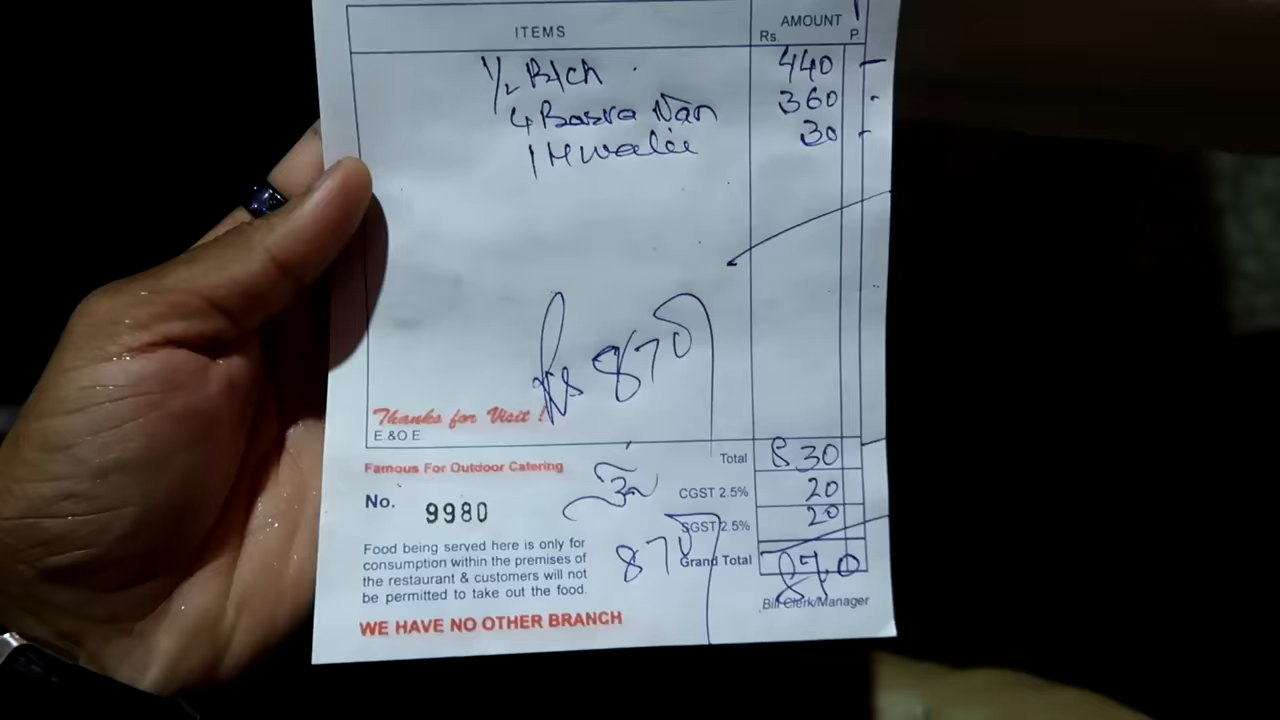 ITEMS AMOUNT
Rs. P.
1/2 B/ch 440 -
4 Basra Nan 360 -
1 M walie 30 -
Rs 870
Thanks for Visit !
E.&O.E.
Total 830
Famous For Outdoor Catering
CGST 2.5% 20
No. 9980
SGST 2.5% 20
870
Grand Total 870
Food being served here is only for
consumption within the premises of
the restaurant & customers will not
be permitted to take out the food.
Bill Clerk/Manager
WE HAVE NO OTHER BRANCH